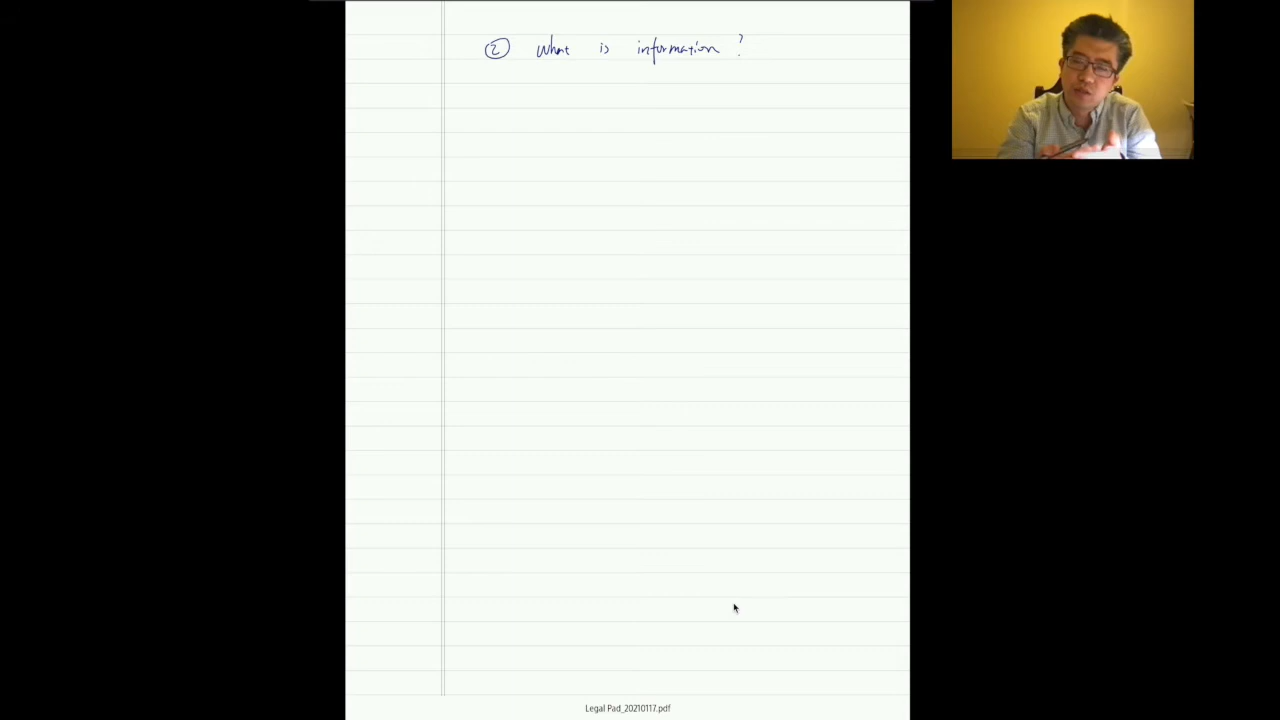 ② What is information ?
Legal Pad_20210117.pdf